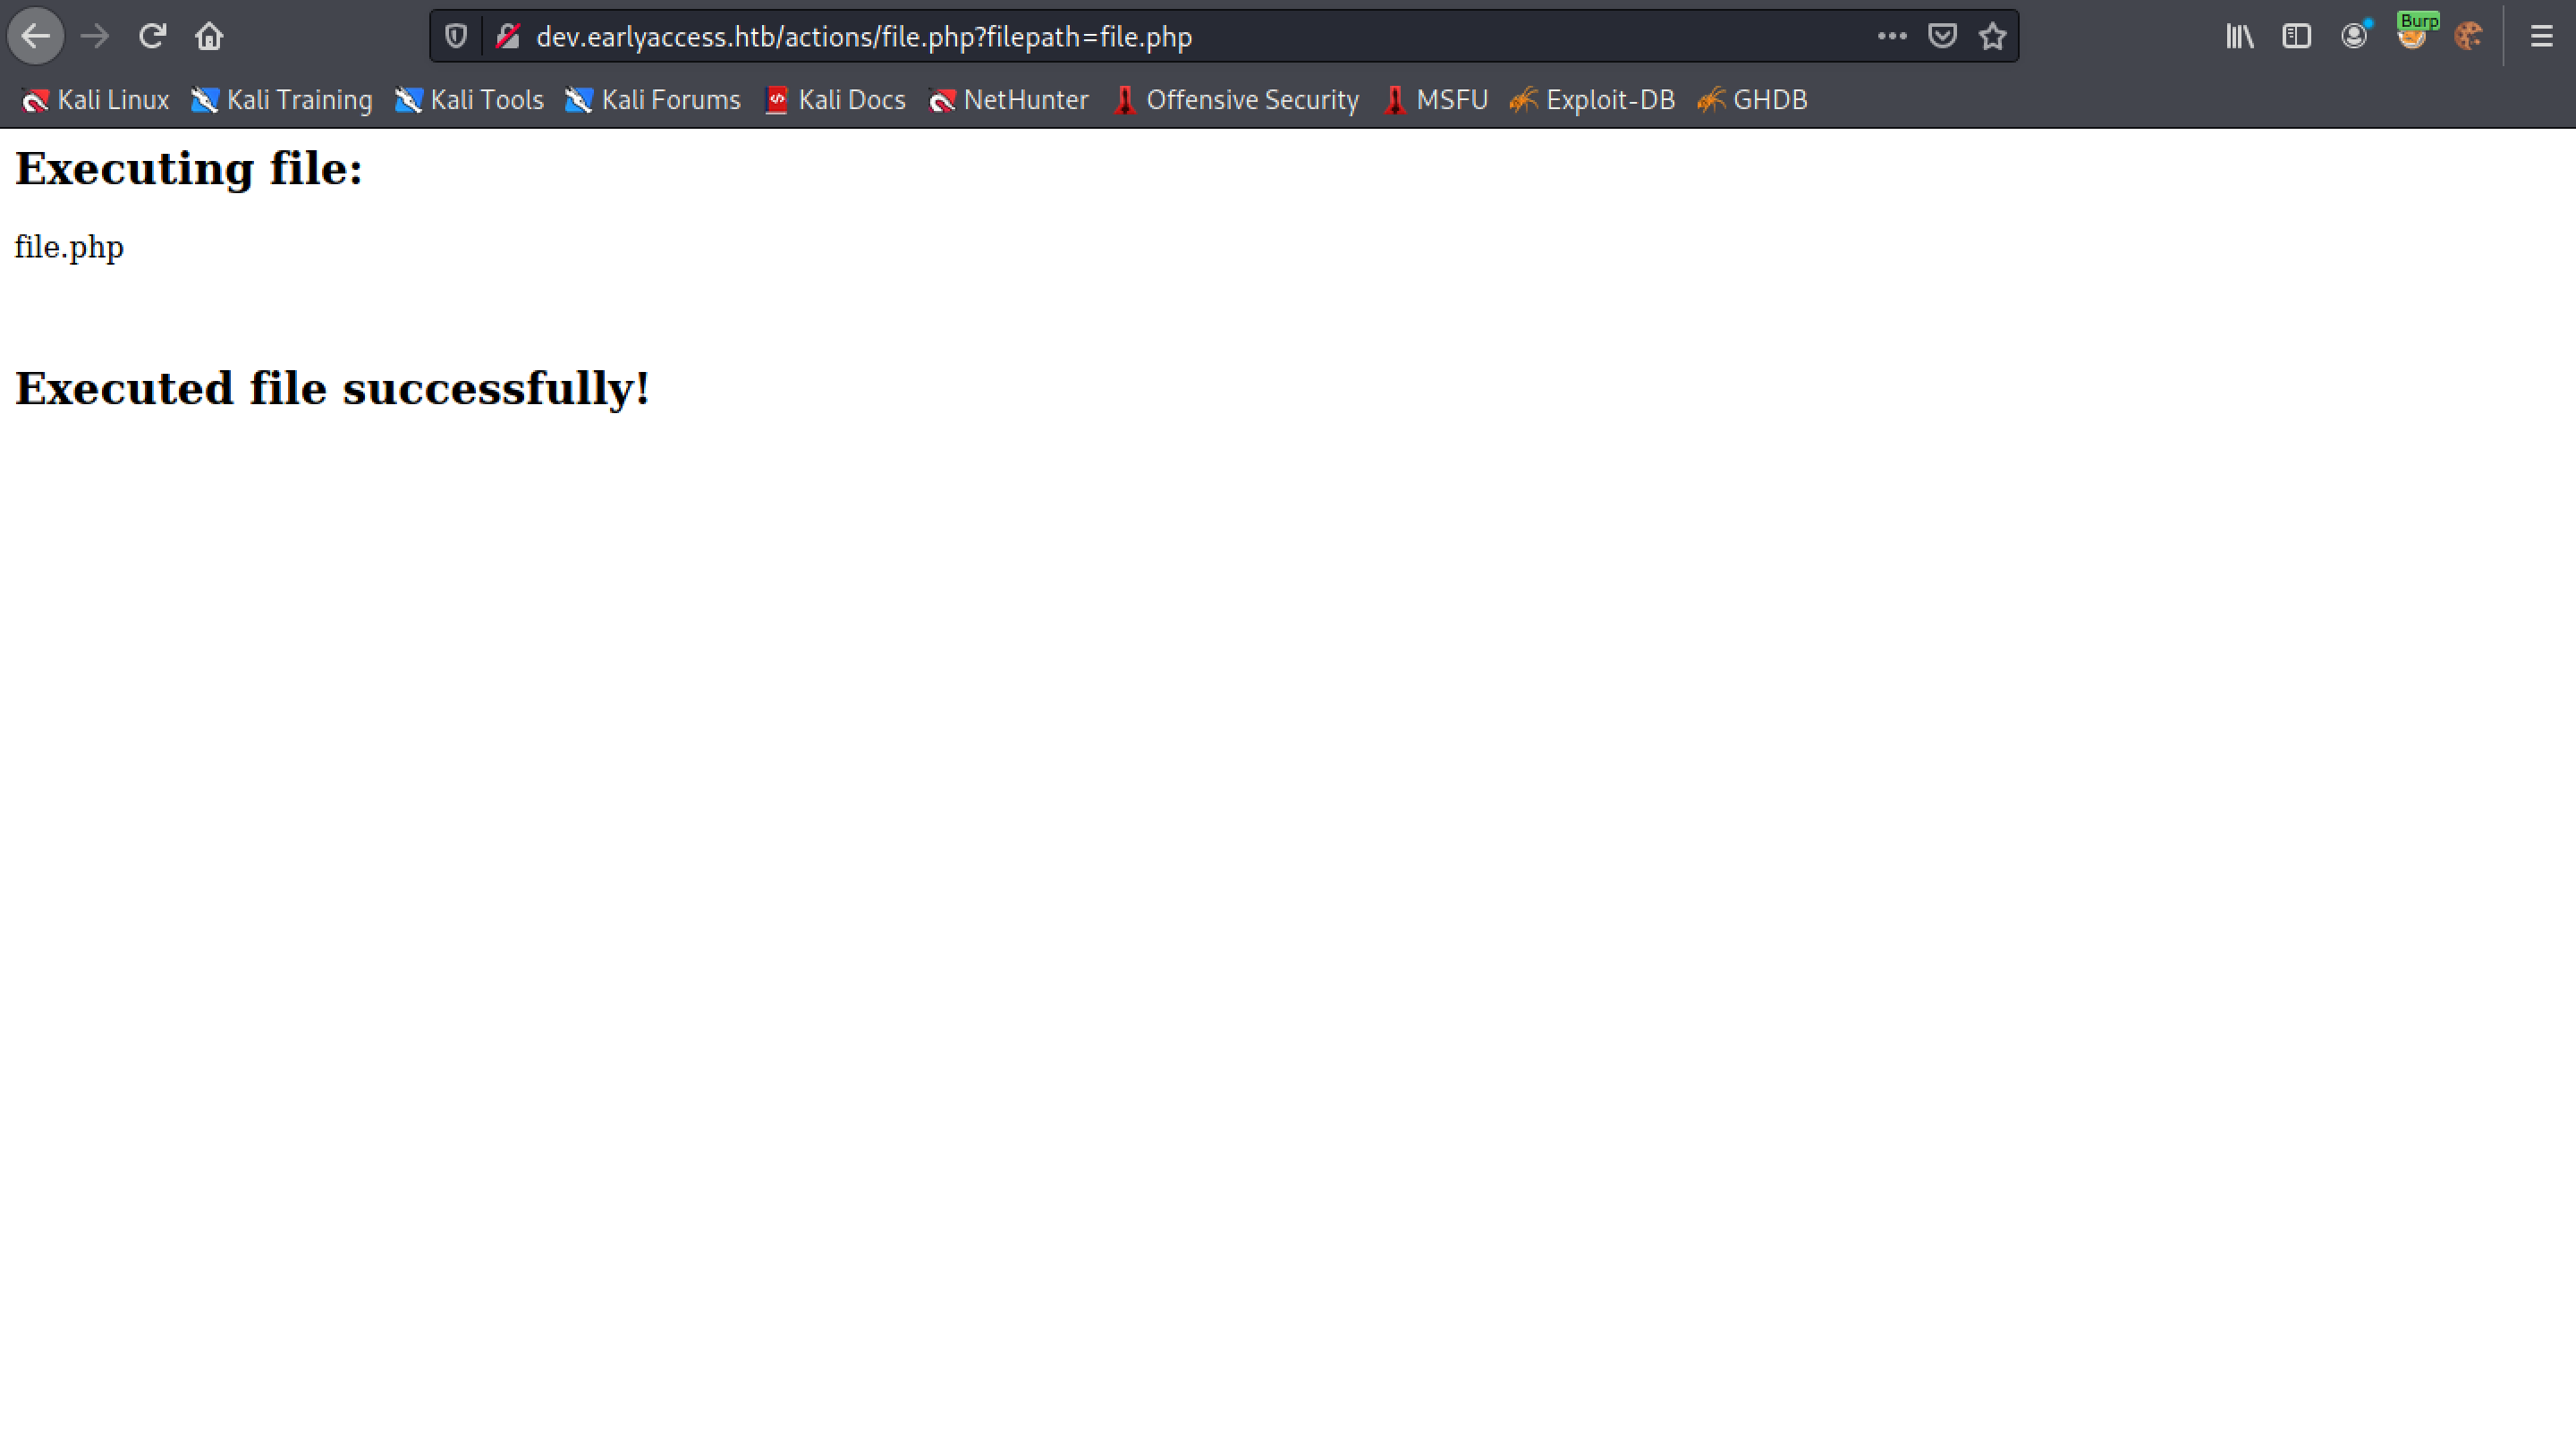 Burp
dev.earlyaccess.htb/actions/file.php?filepath=file.php
Kali Linux Kali Training Kali Tools Kali Forums Kali Docs NetHunter Offensive Security MSFU Exploit-DB GHDB
Executing file:
file.php
Executed file successfully!